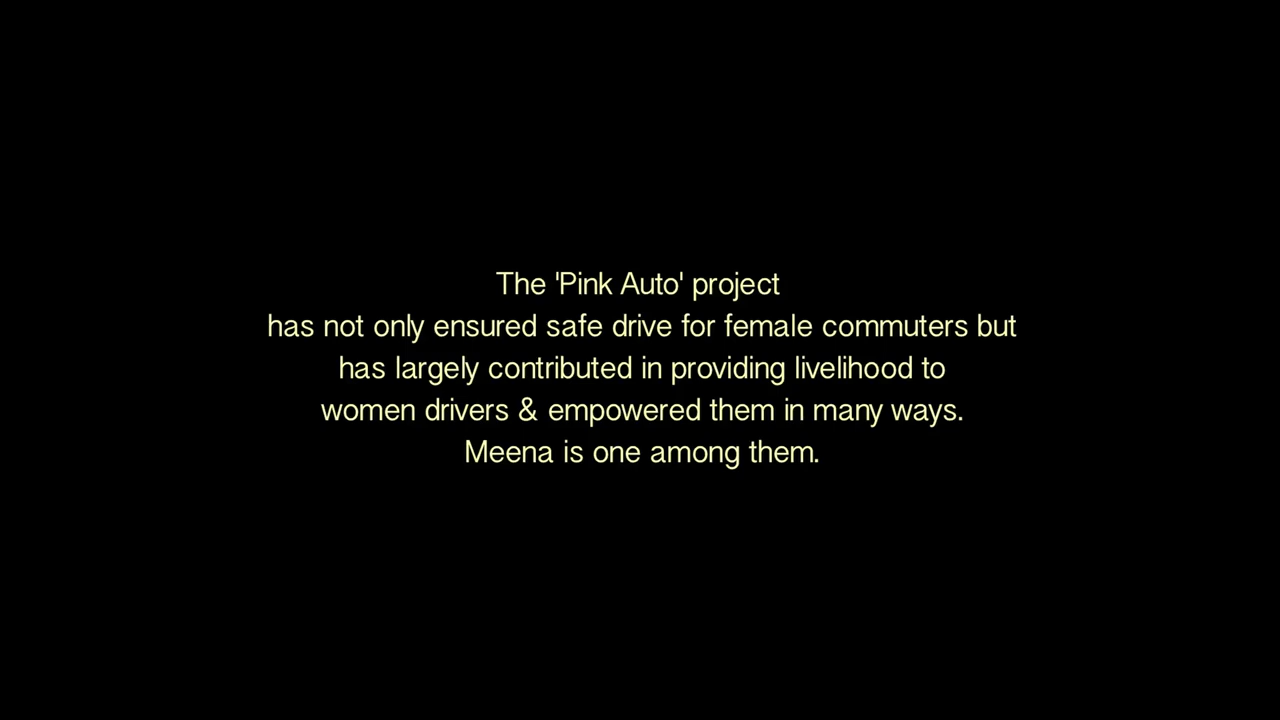 The 'Pink Auto' project
has not only ensured safe drive for female commuters but
has largely contributed in providing livelihood to
women drivers & empowered them in many ways.
Meena is one among them.